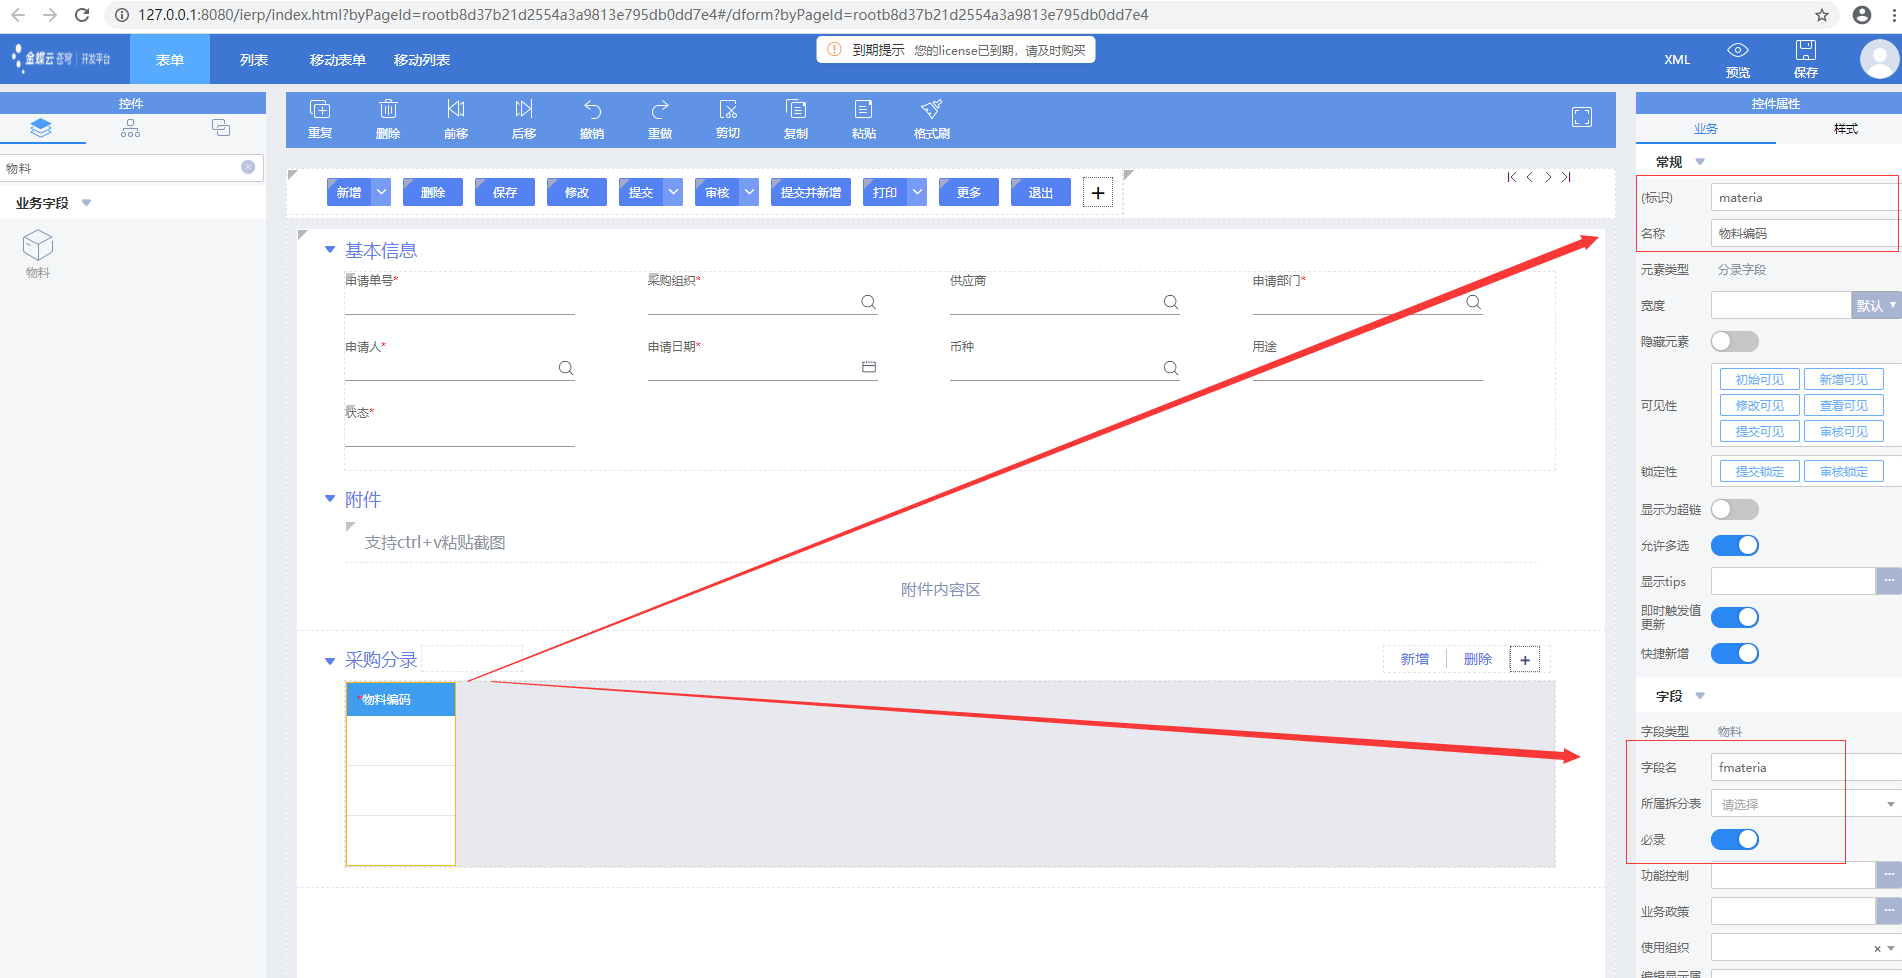 127.0.0.1:8080/ierp/index.html?byPageId=rootb8d37b21d2554a3a9813e795db0dd7e4#/dform?byPageId=rootb8d37b21d2554a3a9813e795db0dd7e4
金蝶云 苍穹 | 开发平台
表单 列表 移动表单 移动列表
到期提示 您的license已到期，请及时购买
XML 预览 保存
控件
物料
业务字段
物料
重复 删除 前移 后移 撤销 重做 剪切 复制 粘贴 格式刷
新增 删除 保存 修改 提交 审核 提交并新增 打印 更多 退出 +
基本信息
申请单号* 采购组织* 供应商 申请部门*
申请人* 申请日期* 币种 用途
状态*
附件
支持ctrl+v粘贴截图
附件内容区
采购分录 新增 删除 +
*物料编码
控件属性
业务 样式
常规
(标识) materia
名称 物料编码
元素类型 分录字段
宽度 默认
隐藏元素
可见性 初始可见 新增可见
修改可见 查看可见
提交可见 审核可见
锁定性 提交锁定 审核锁定
显示为超链
允许多选
显示tips ...
即时触发值
更新
快捷新增
字段
字段类型 物料
字段名 fmateria
所属拆分表 请选择
必录
功能控制 ...
业务政策 ...
使用组织 ×
编辑显示属